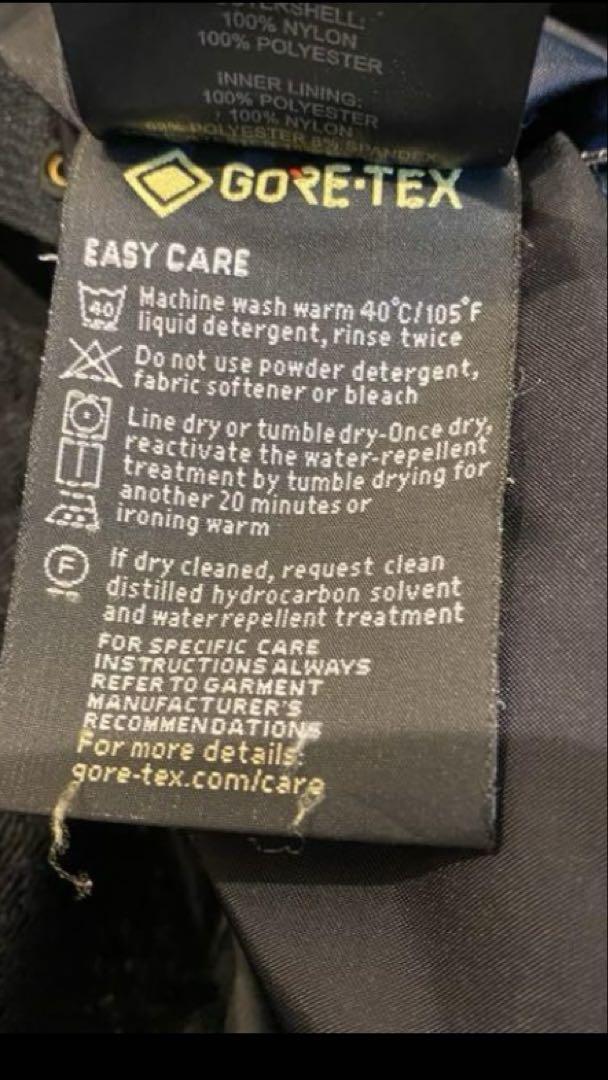 OUTERSHELL:
100% NYLON
100% POLYESTER
INNER LINING:
100% POLYESTER
100% NYLON
POLYESTER 8% SPANDEX
GORE-TEX
EASY CARE
40
Machine wash warm 40°C/105°F
liquid detergent, rinse twice
Do not use powder detergent,
fabric softener or bleach
Line dry or tumble dry-Once dry,
reactivate the water-repellent
treatment by tumble drying for
another 20 minutes or
ironing warm
F
If dry cleaned, request clean
distilled hydrocarbon solvent
and water repellent treatment
FOR SPECIFIC CARE
INSTRUCTIONS ALWAYS
REFER TO GARMENT
MANUFACTURER'S
RECOMMENDATIONS
For more details:
gore-tex.com/care